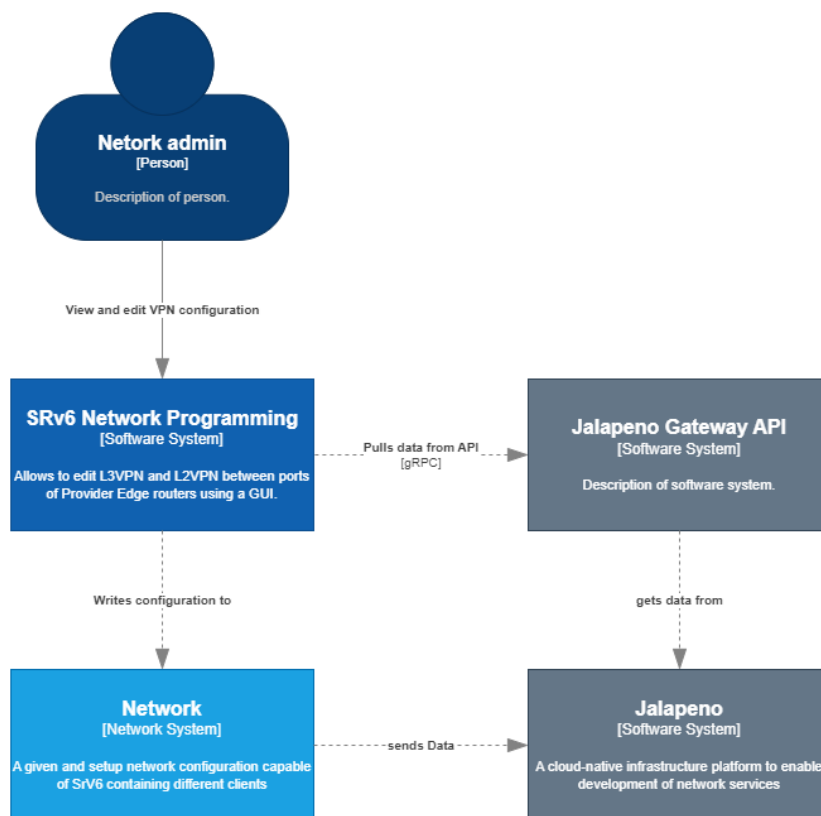 Netork admin
[Person]
Description of person.
View and edit VPN configuration
SRv6 Network Programming
[Software System]
Allows to edit L3VPN and L2VPN between ports
of Provider Edge routers using a GUI.
Pulls data from API
[gRPC]
Jalapeno Gateway API
[Software System]
Description of software system.
Writes configuration to
gets data from
Network
[Network System]
A given and setup network configuration capable
of SrV6 containing different clients
sends Data
Jalapeno
[Software System]
A cloud-native infrastructure platform to enable
development of network services